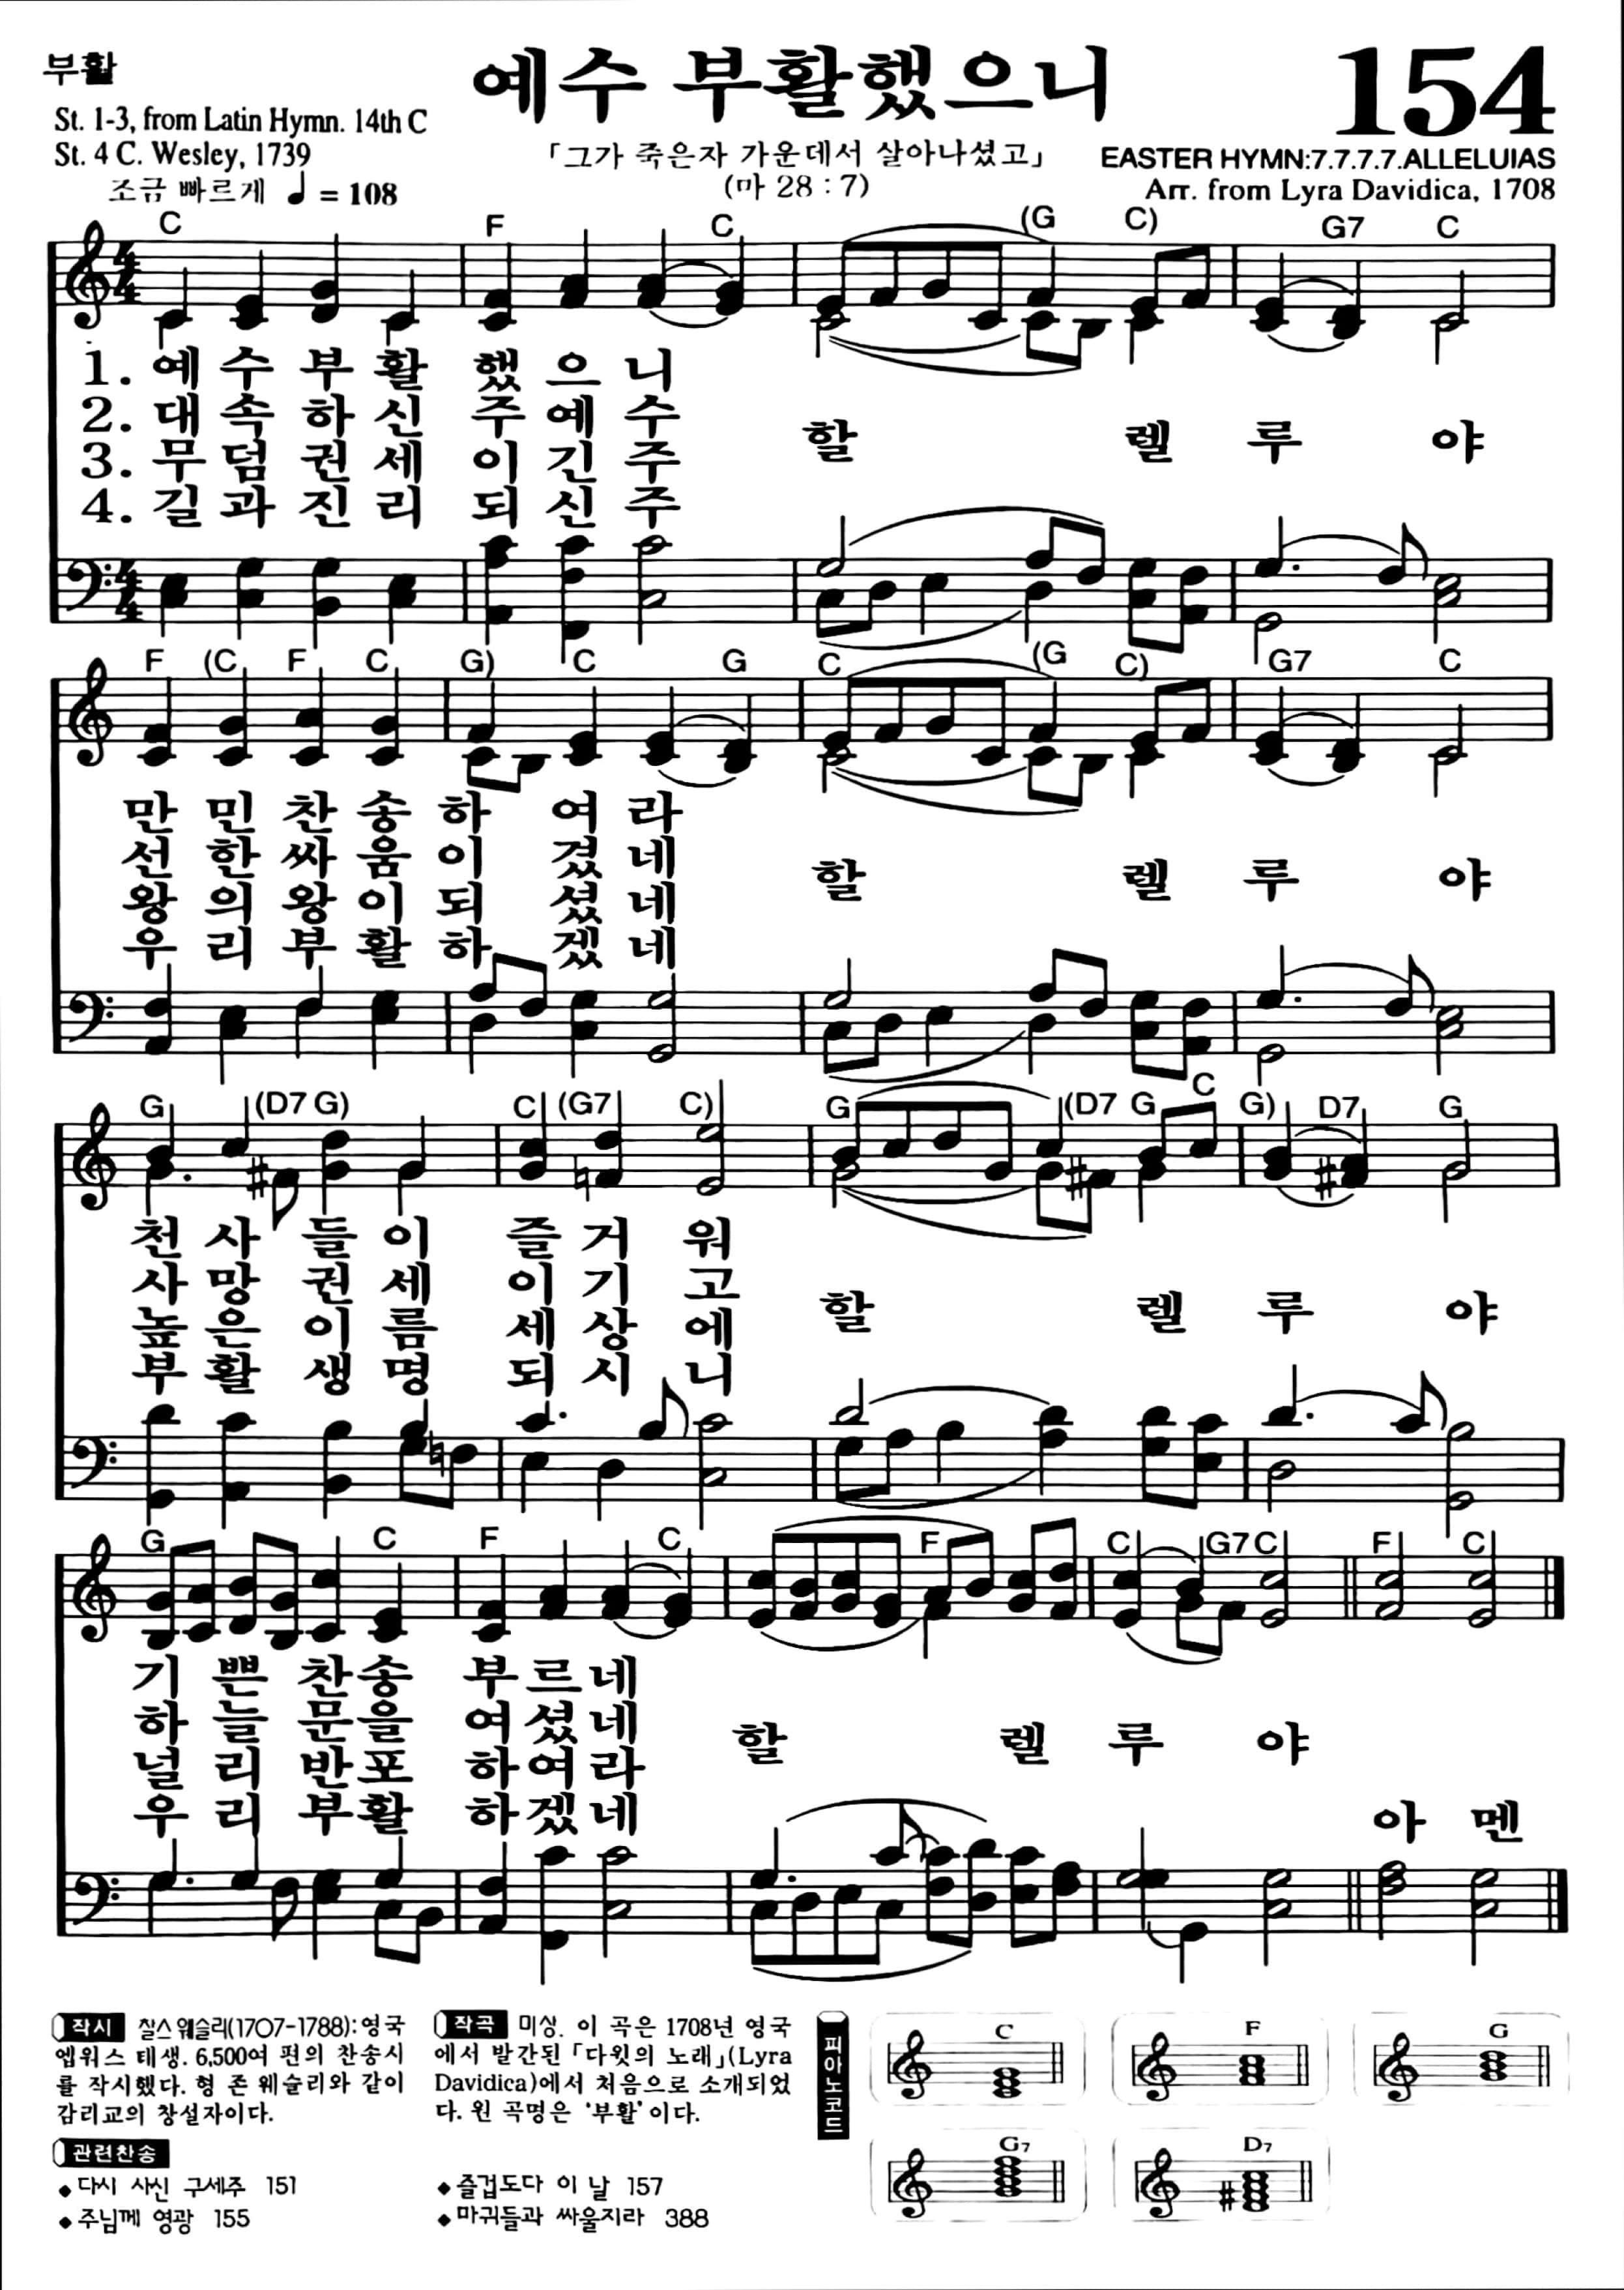 부활
예수 부활했으니
154
St. 1-3, from Latin Hymn. 14th C
St. 4 C. Wesley, 1739
「그가 죽은자 가운데서 살아나셨고」
(마 28 : 7)
EASTER HYMN:7.7.7.7.ALLELUIAS
Arr. from Lyra Davidica, 1708
조금 빠르게 ♩ = 108
C F C (G C) G7 C
4 4
1. 예 수 부 활 했 으 니
2. 대 속 하 신 주 예 수
할 렐 루 야
3. 무 덤 권 세 이 긴 주
4. 길 과 진 리 되 신 주
4 4
F (C F C G) C G C (G C) G7 C
만 민 찬 송 하 여 라
선 한 싸 움 이 겼 네
할 렐 루 야
왕 의 왕 이 되 셨 네
우 리 부 활 하 겠 네
G (D7 G) C (G7 C) G (D7 G C G) D7 G
천 사 들 이 즐 거 워
사 망 권 세 이 기 고
할 렐 루 야
높 은 이 름 세 상 에
부 활 생 명 되 시 니
G C F C F C G7 C F C
기 쁜 찬 송 부 르 네
하 늘 문 을 여 셨 네
할 렐 루 야
널 리 반 포 하 여 라
우 리 부 활 하 겠 네
아 멘
작시 찰스 웨슬리(1707-1788): 영국
엡워스 태생. 6,500여 편의 찬송시
를 작시했다. 형 존 웨슬리와 같이
감리교의 창설자이다.
작곡 미상. 이 곡은 1708년 영국
에서 발간된 「다윗의 노래」(Lyra
Davidica)에서 처음으로 소개되었
다. 원 곡명은 '부활'이다.
관련찬송
◆다시 사신 구세주 151
◆주님께 영광 155
◆즐겁도다 이 날 157
◆마귀들과 싸울지라 388
피아노코드
C F G
G7 D7